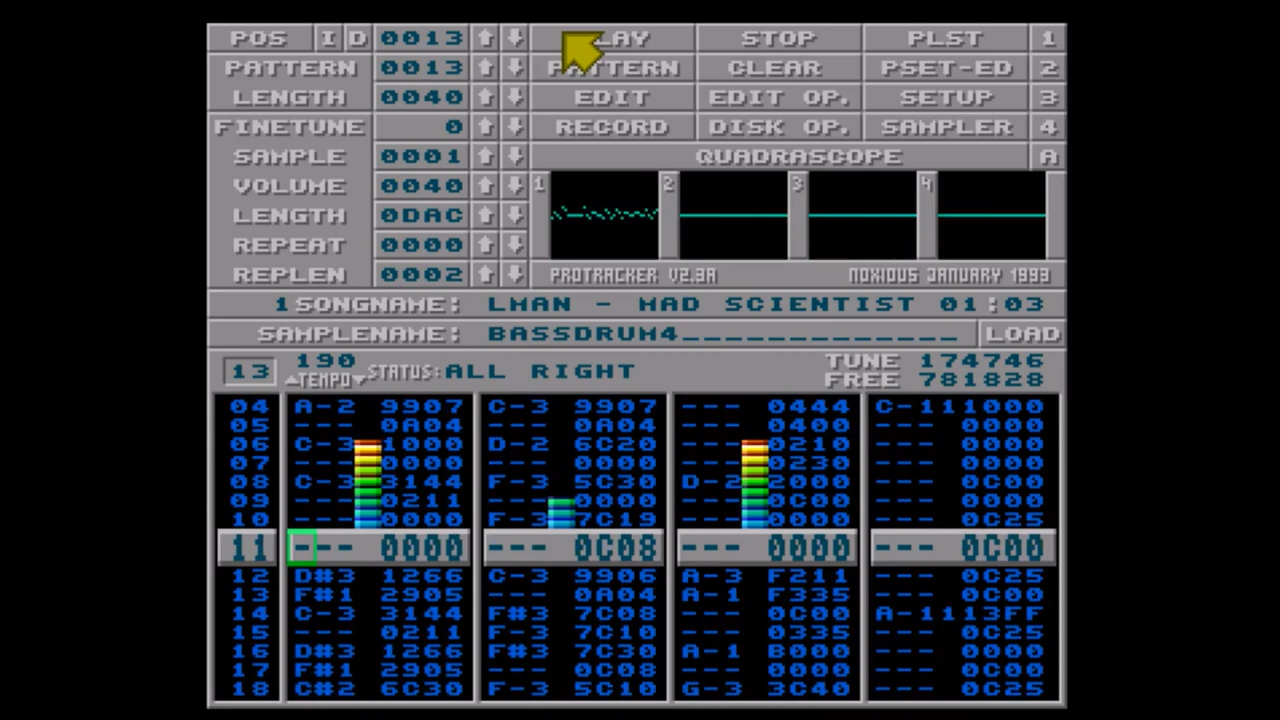 POS I D 0013 PLAY STOP PLST 1
PATTERN 0013 PATTERN CLEAR PSET-ED 2
LENGTH 0040 EDIT EDIT OP. SETUP 3
FINETUNE 0 RECORD DISK OP. SAMPLER 4
SAMPLE 0001 QUADRASCOPE A
VOLUME 0040 1 2 3 4
LENGTH 0DAC
REPEAT 0000
REPLEN 0002 PROTRACKER V2.3A NOXIOUS JANUARY 1993
1 SONGNAME: LMAN - MAD SCIENTIST 01:03
SAMPLENAME: BASSDRUM4_______________ LOAD
13 190 TEMPO STATUS: ALL RIGHT TUNE 174746
FREE 781828
04 A-2 9907 C-3 9907 --- 0444 C-111000
05 --- 0A04 --- 0A04 --- 0400 --- 0000
06 C-3 1000 D-2 6C20 --- 0210 --- 0000
07 --- 0000 --- 0000 --- 0230 --- 0000
08 C-3 3144 F-3 5C30 D-2 2000 --- 0000
09 --- 0211 --- 0000 --- 0C00 --- 0000
10 --- 0000 F-3 7C19 --- 0000 --- 0C25
11 --- 0000 --- 0C08 --- 0000 --- 0C00
12 D#3 1266 C-3 9906 A-3 F211 --- 0C25
13 F#1 2905 --- 0A04 A-1 F335 --- 0C00
14 C-3 3144 F#3 7C08 --- 0C00 A-1113FF
15 --- 0211 F-3 7C10 --- 0335 --- 0C25
16 D#3 1266 F#3 7C30 A-1 B000 --- 0C00
17 F#1 2905 --- 0C08 --- 0000 --- 0C00
18 C#2 6C30 F-3 5C10 G-3 3C40 --- 0C25